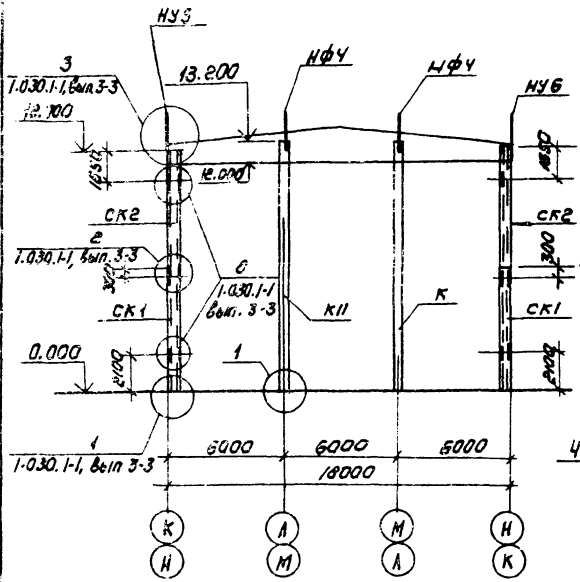 НУ5
3
1.030.1-1, вып 3-3
13.200
НФ4
НФ4
НУ6
12.700
1650
12.000
1650
СК2
СК2
2
1.030.1-1, вып. 3-3
300
6
1.030.1-1
вып. 3-3
300
СК1
К11
К
СК1
0.000
2100
1
2100
1
1.030.1-1, вып 3-3
6000
6000
6000
18000
4
К
Л
М
Н
Н
М
Л
К